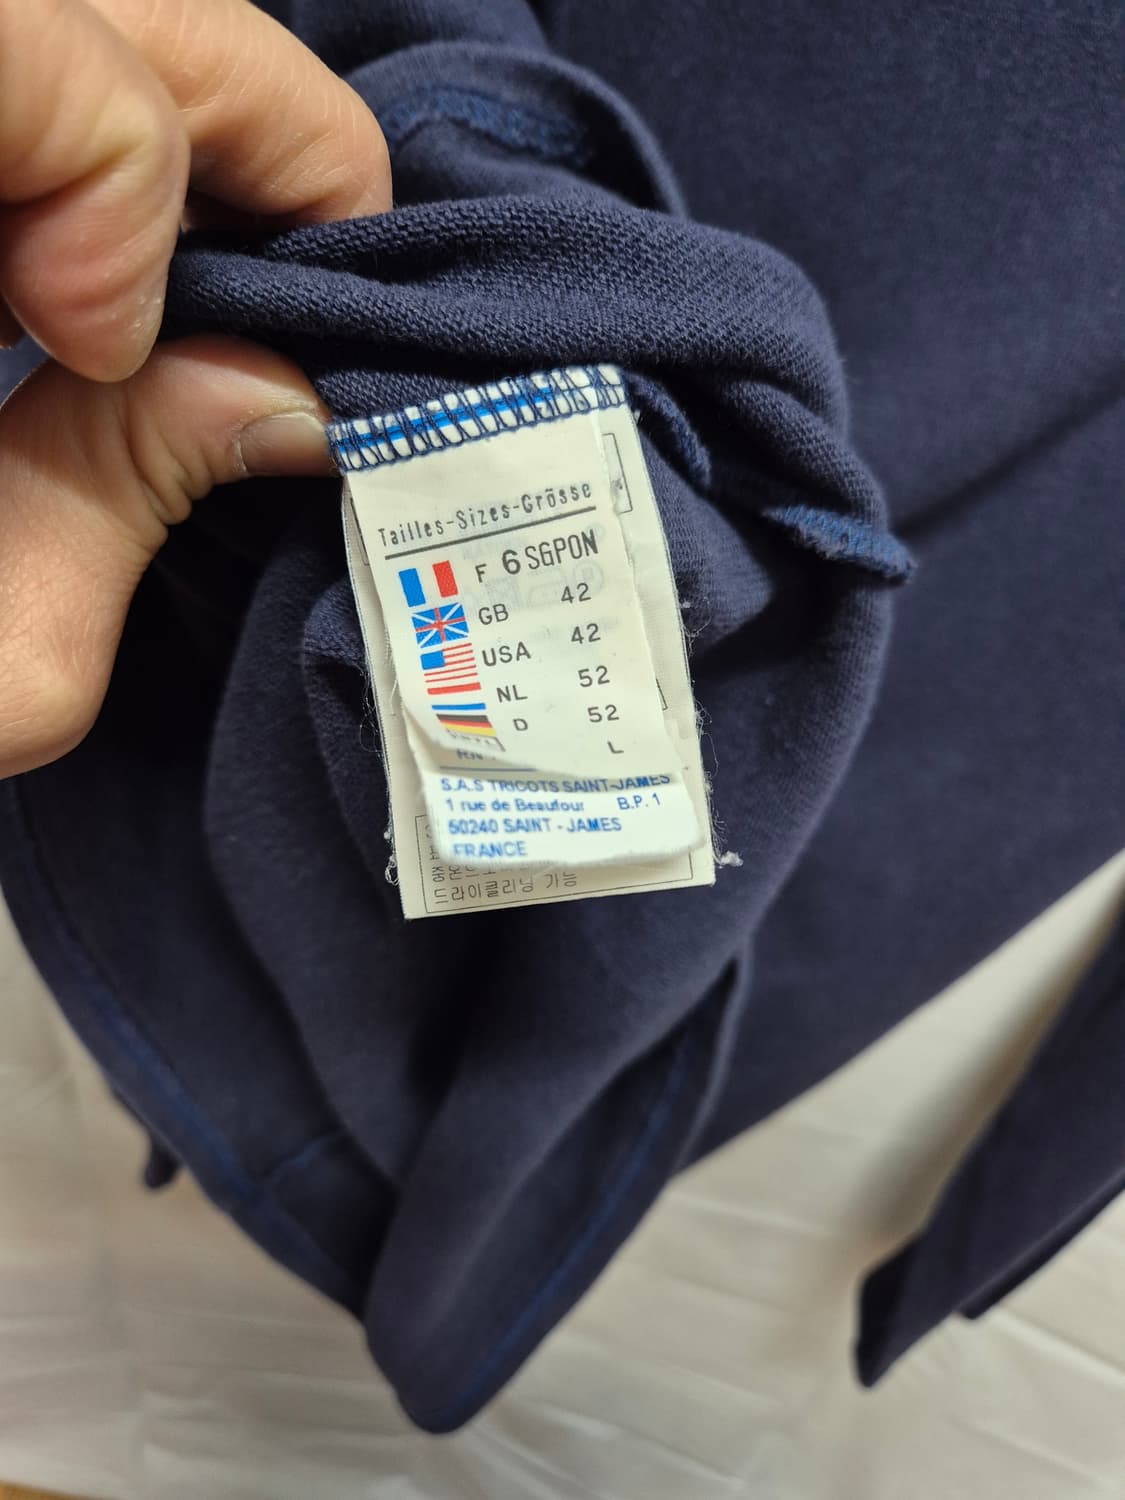 Tailles-Sizes-Grösse
F 6 SGPON
GB 42
USA 42
NL 52
D 52
L
S.A.S TRICOTS SAINT-JAMES
1 rue de Beaufour B.P. 1
50240 SAINT - JAMES
FRANCE
드라이클리닝 가능